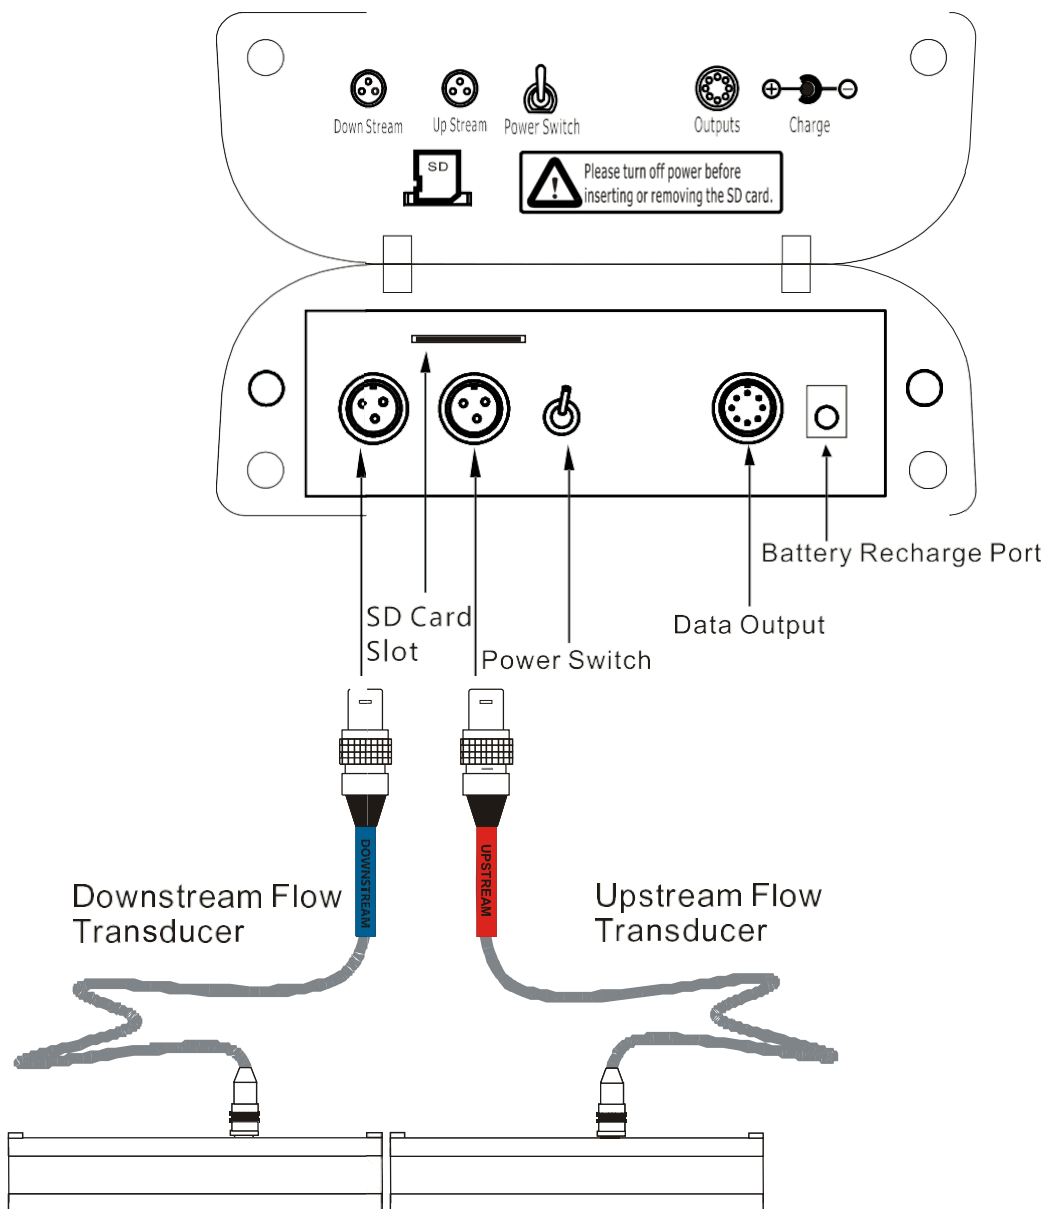 Down Stream
Up Stream
Power Switch
Outputs
Charge
SD
Please turn off power before
inserting or removing the SD card.
Battery Recharge Port
SD Card
Slot
Data Output
Power Switch
DOWNSTREAM
UPSTREAM
Downstream Flow
Transducer
Upstream Flow
Transducer